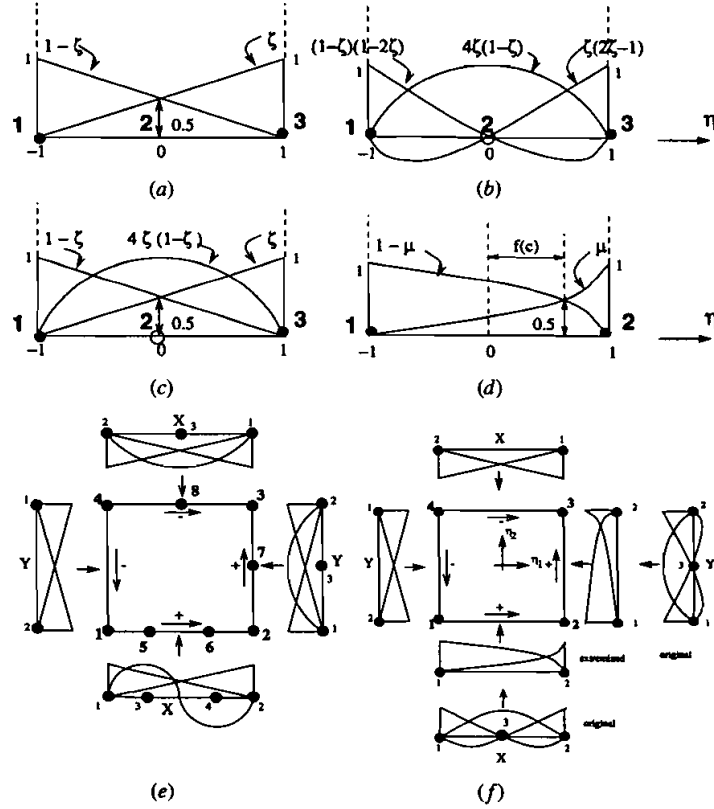 1−ζ ζ
1 1
1 2 3
0.5
−1 0 1
(a)
(1−ζ)(1−2ζ) 4ζ(1−ζ) ζ(2ζ−1)
1 1
1 2 3
−1 0 1 η
(b)
1−ζ 4ζ(1−ζ) ζ
1 1
1 2 3
0.5
−1 0 1
(c)
1−μ f(c) μ
1 1
1 0.5 2
−1 0 1 η
(d)
2 X 3 1
4 8 3
1 - 2
Y - + 7 Y
3
2 + 1
1 5 6 2
1 3 4 2
X
(e)
2 X 1
4 3
1 - 2 2
η2
Y - η1 + 3 Y
2 + 1 1
1 2
extremized original
1 2
3 original
1 2
X
(f)